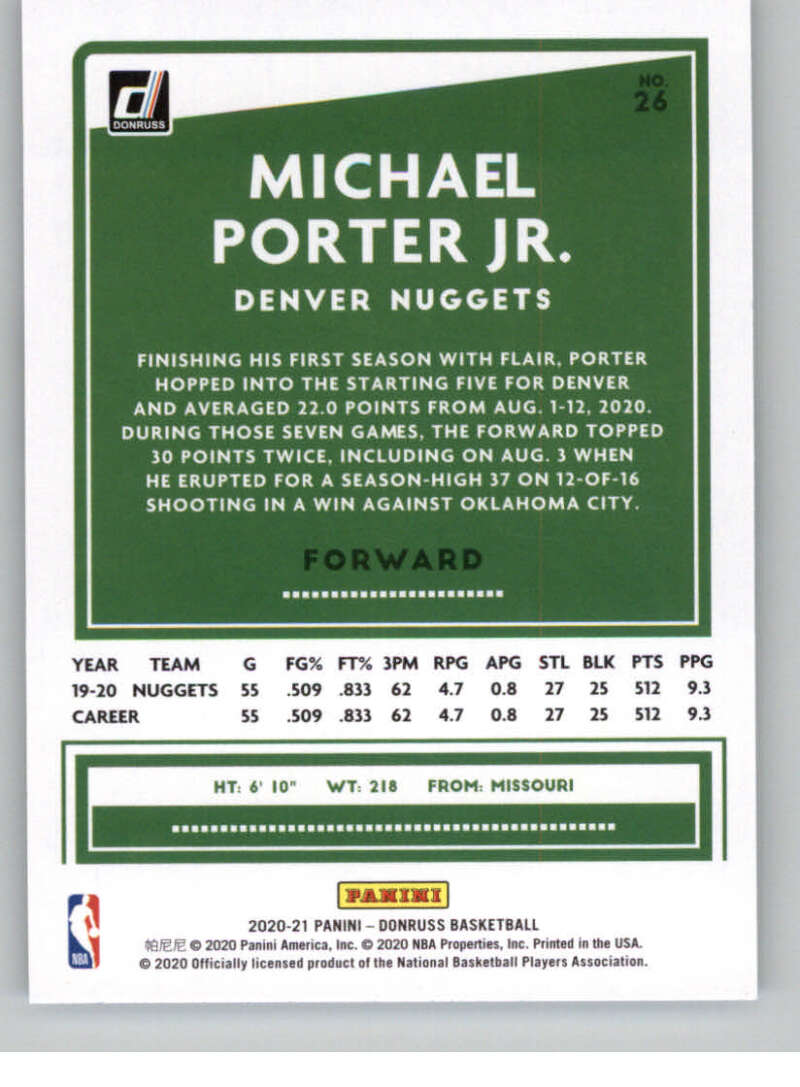 DONRUSS
NO.
26
MICHAEL
PORTER JR.
DENVER NUGGETS
FINISHING HIS FIRST SEASON WITH FLAIR, PORTER
HOPPED INTO THE STARTING FIVE FOR DENVER
AND AVERAGED 22.0 POINTS FROM AUG. 1-12, 2020.
DURING THOSE SEVEN GAMES, THE FORWARD TOPPED
30 POINTS TWICE, INCLUDING ON AUG. 3 WHEN
HE ERUPTED FOR A SEASON-HIGH 37 ON 12-OF-16
SHOOTING IN A WIN AGAINST OKLAHOMA CITY.
FORWARD
YEAR TEAM G FG% FT% 3PM RPG APG STL BLK PTS PPG
19-20 NUGGETS 55 .509 .833 62 4.7 0.8 27 25 512 9.3
CAREER 55 .509 .833 62 4.7 0.8 27 25 512 9.3
HT: 6' 10" WT: 218 FROM: MISSOURI
PANINI
NBA
2020-21 PANINI – DONRUSS BASKETBALL
帕尼尼 © 2020 Panini America, Inc. © 2020 NBA Properties, Inc. Printed in the USA.
© 2020 Officially licensed product of the National Basketball Players Association.